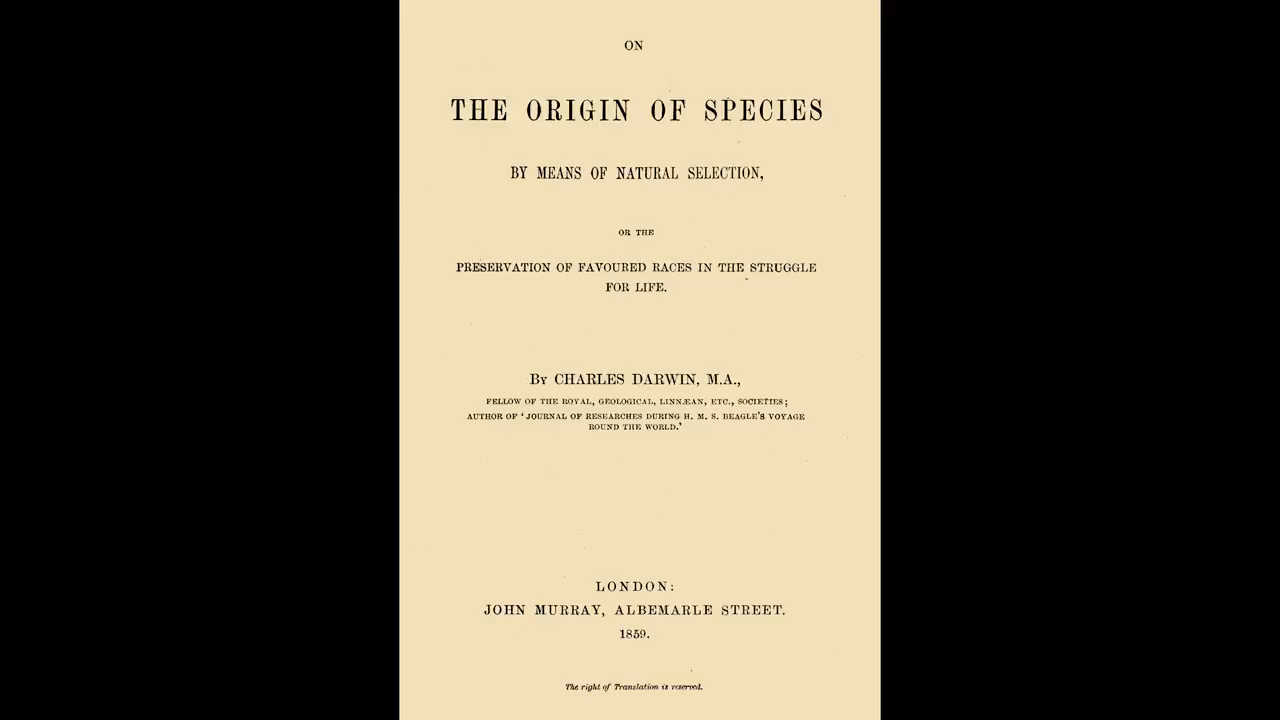 ON
THE ORIGIN OF SPECIES
BY MEANS OF NATURAL SELECTION,
OR THE
PRESERVATION OF FAVOURED RACES IN THE STRUGGLE
FOR LIFE.
BY CHARLES DARWIN, M.A.,
FELLOW OF THE ROYAL, GEOLOGICAL, LINNÆAN, ETC., SOCIETIES;
AUTHOR OF 'JOURNAL OF RESEARCHES DURING H. M. S. BEAGLE'S VOYAGE
ROUND THE WORLD.'
LONDON:
JOHN MURRAY, ALBEMARLE STREET.
1859.
The right of Translation is reserved.